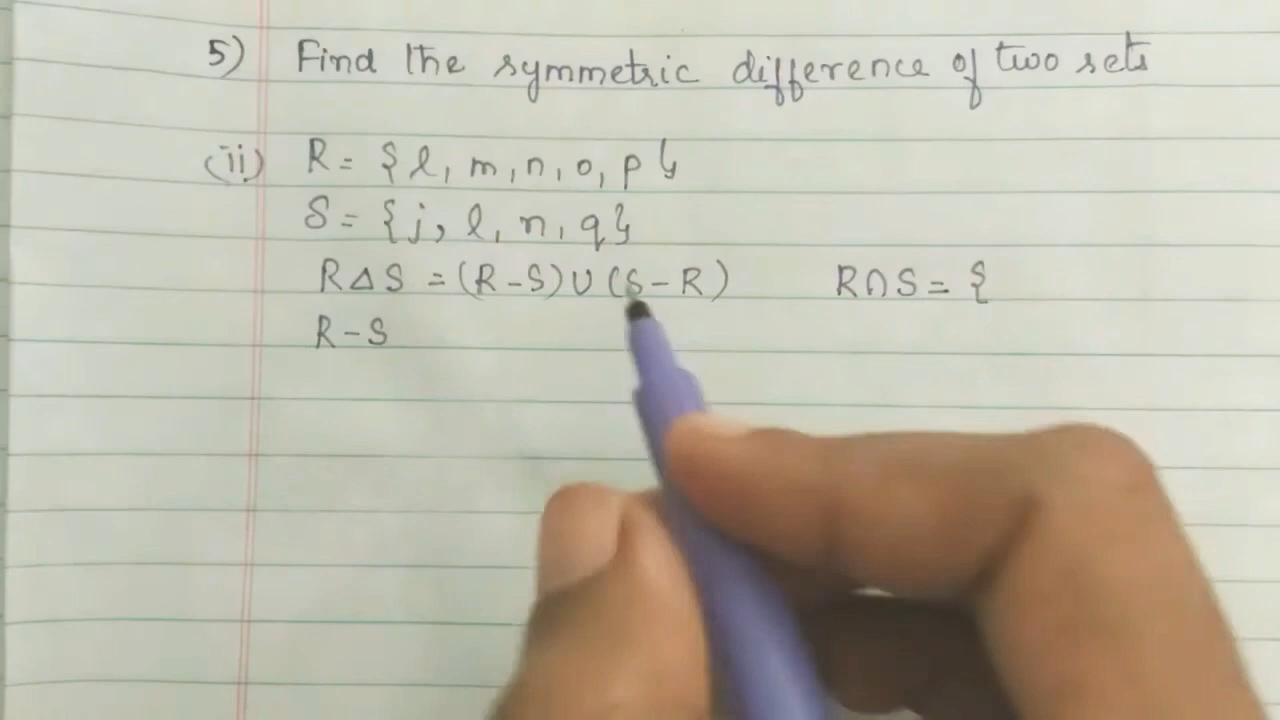 5) Find the symmetric difference of two sets
(ii) R = {l, m, n, o, p}
S = {j, l, n, q}
R Δ S = (R - S) ∪ (S - R) R ∩ S = {
R - S